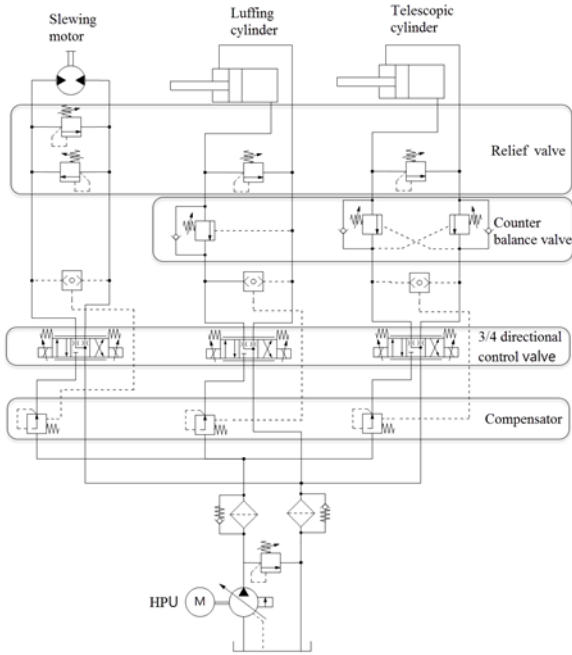 Slewing
motor
Luffing
cylinder
Telescopic
cylinder
Relief valve
Counter
balance valve
3/4 directional
control valve
Compensator
HPU
M